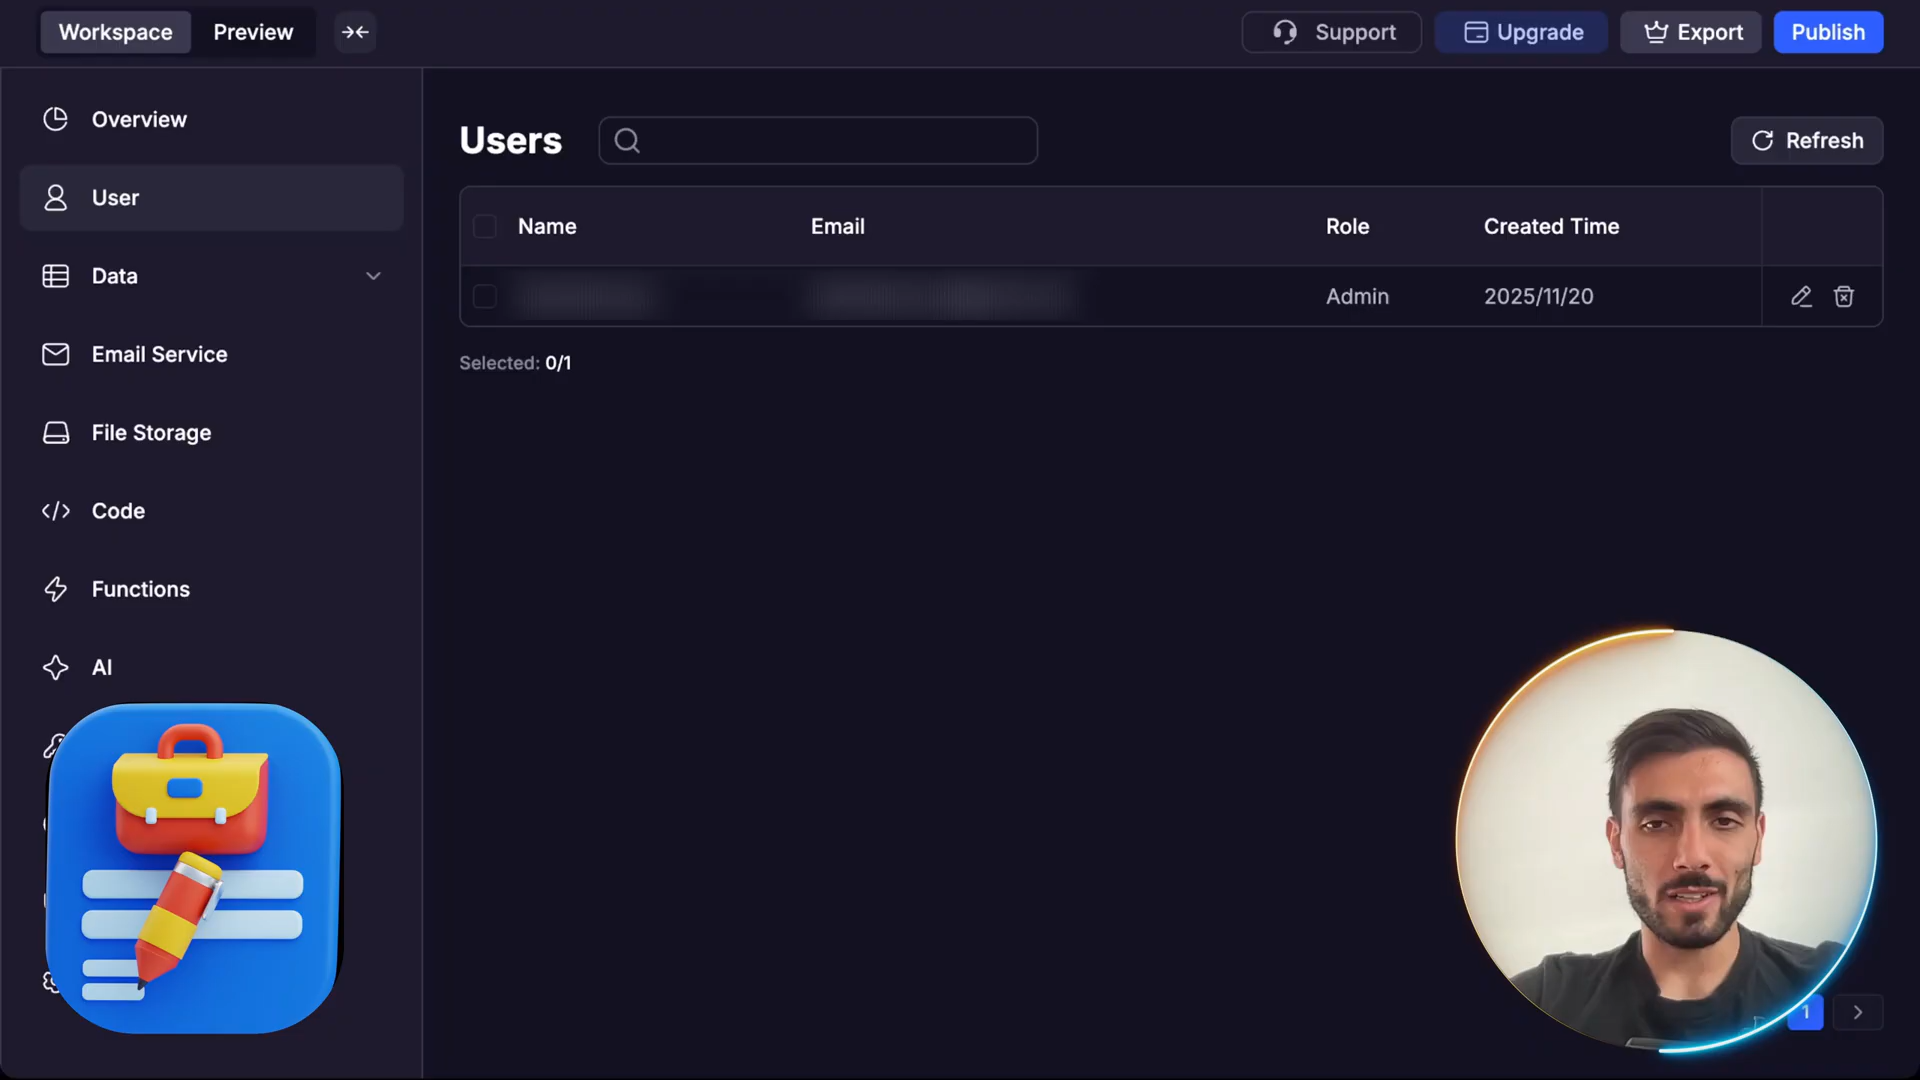 Workspace
Preview
Support
Upgrade
Export
Publish
Overview
User
Data
Email Service
File Storage
Code
Functions
AI
Users
Refresh
Name Email Role Created Time
Admin 2025/11/20
Selected: 0/1
1